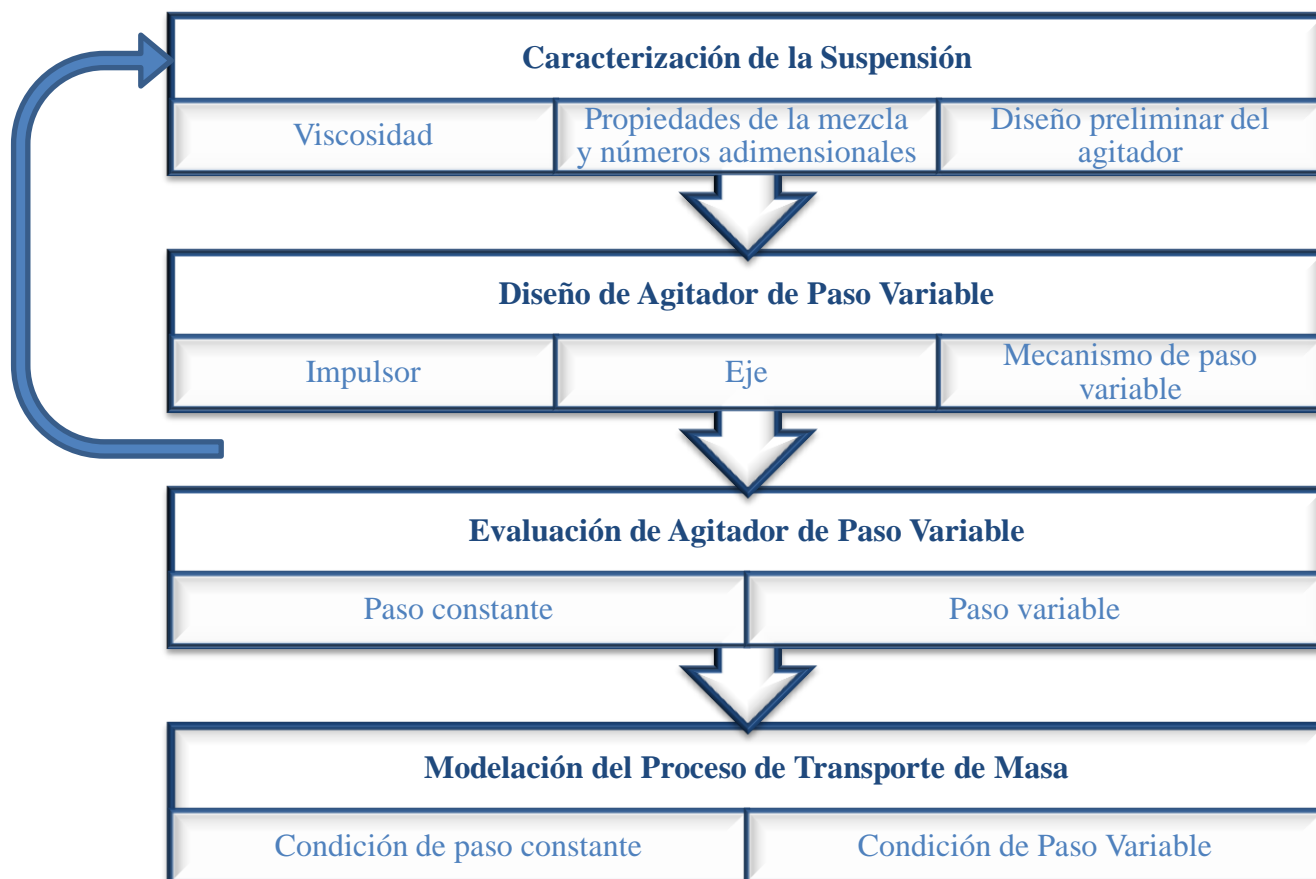 Caracterización de la Suspensión
Viscosidad
Propiedades de la mezcla
y números adimensionales
Diseño preliminar del
agitador
Diseño de Agitador de Paso Variable
Impulsor
Eje
Mecanismo de paso
variable
Evaluación de Agitador de Paso Variable
Paso constante
Paso variable
Modelación del Proceso de Transporte de Masa
Condición de paso constante
Condición de Paso Variable